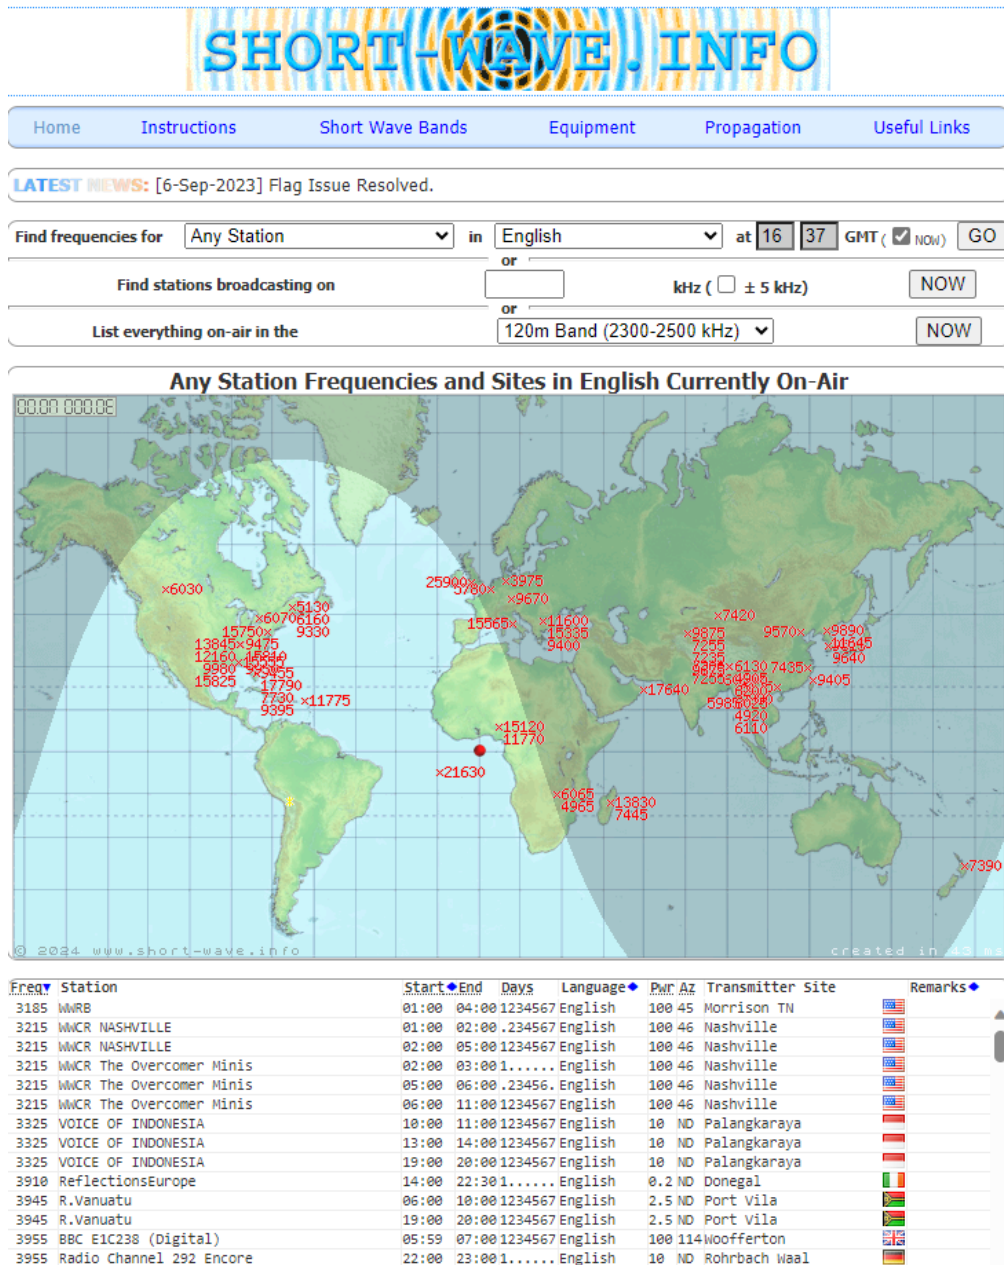 SHORT-WAVE.INFO
Home Instructions Short Wave Bands Equipment Propagation Useful Links
LATEST NEWS: [6-Sep-2023] Flag Issue Resolved.
Find frequencies for Any Station in English at 16 37 GMT ( NOW) GO
or
Find stations broadcasting on kHz ( ± 5 kHz) NOW
or
List everything on-air in the 120m Band (2300-2500 kHz) NOW
Any Station Frequencies and Sites in English Currently On-Air
00.0N 000.0E
25900 5780 ×3975
×6030 ×9670
×5130
×6070 6160 15565× ×11600 ×7420
15750× 9330 15335 ×9875 9570× ×9890
13845×9475 9400 7255 11645
12160 9640
9980 9455 ×6130 7435×
15825 17790 ×17640 ×9405
7730 ×11775
9395 ×15120 4920
11770 6110
×21630
×6065 ×13830
4965 7445
×7390
© 2024 www.short-wave.info created in 43 ms
Freq Station Start End Days Language Pwr Az Transmitter Site Remarks
3185 WWRB 01:00 04:00 1234567 English 100 45 Morrison TN
3215 WWCR NASHVILLE 01:00 02:00 .234567 English 100 46 Nashville
3215 WWCR NASHVILLE 02:00 05:00 1234567 English 100 46 Nashville
3215 WWCR The Overcomer Minis 02:00 03:00 1...... English 100 46 Nashville
3215 WWCR The Overcomer Minis 05:00 06:00 .23456. English 100 46 Nashville
3215 WWCR The Overcomer Minis 06:00 11:00 1234567 English 100 46 Nashville
3325 VOICE OF INDONESIA 10:00 11:00 1234567 English 10 ND Palangkaraya
3325 VOICE OF INDONESIA 13:00 14:00 1234567 English 10 ND Palangkaraya
3325 VOICE OF INDONESIA 19:00 20:00 1234567 English 10 ND Palangkaraya
3910 ReflectionsEurope 14:00 22:30 1...... English 0.2 ND Donegal
3945 R.Vanuatu 06:00 10:00 1234567 English 2.5 ND Port Vila
3945 R.Vanuatu 19:00 20:00 1234567 English 2.5 ND Port Vila
3955 BBC E1C238 (Digital) 05:59 07:00 1234567 English 100 114 Woofferton
3955 Radio Channel 292 Encore 22:00 23:00 1...... English 10 ND Rohrbach Waal